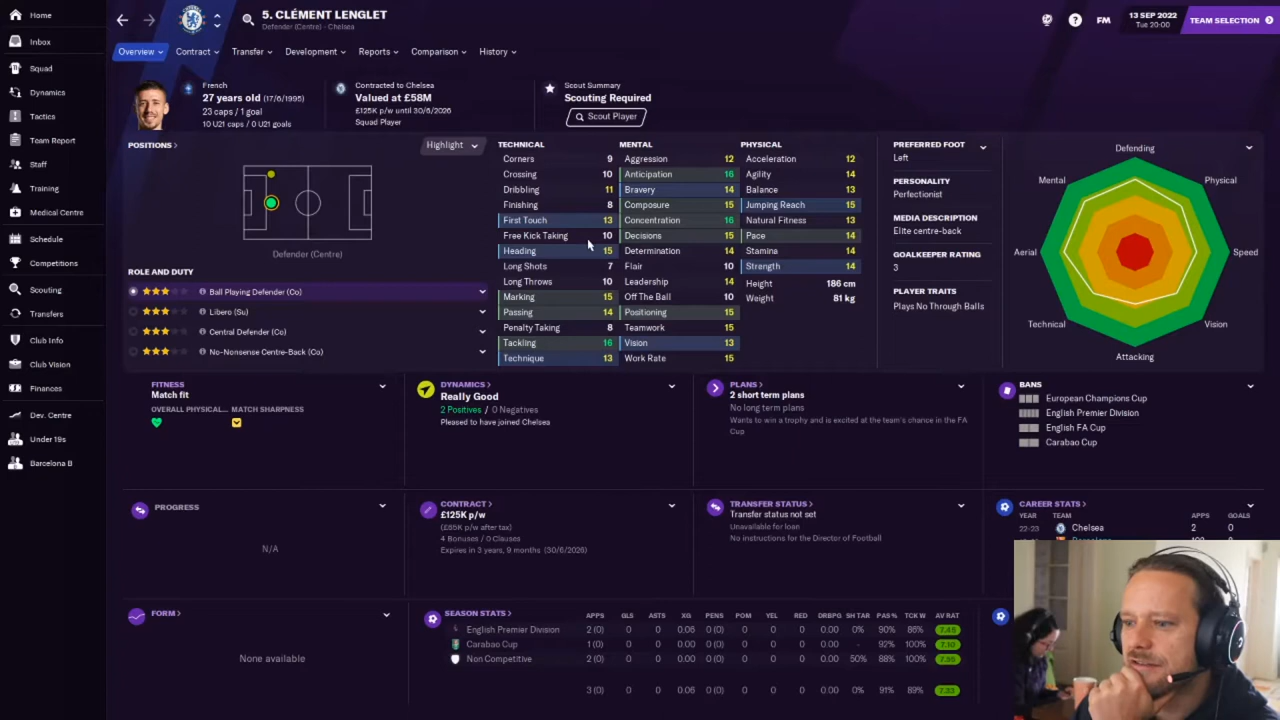 Home
Inbox
Squad
Dynamics
Tactics
Team Report
Staff
Training
Medical Centre
Schedule
Competitions
Scouting
Transfers
Club Info
Club Vision
Finances
Dev. Centre
Under 19s
Barcelona B
5. CLÉMENT LENGLET
Defender (Centre) - Chelsea
FM
13 SEP 2022
Tue 20:00
TEAM SELECTION
Overview
Contract
Transfer
Development
Reports
Comparison
History
French
27 years old (17/6/1995)
23 caps / 1 goal
10 U21 caps / 0 U21 goals
Contracted to Chelsea
Valued at £58M
£125K p/w until 30/6/2026
Squad Player
Scout Summary
Scouting Required
Scout Player
POSITIONS >
Highlight
Defender (Centre)
ROLE AND DUTY
Ball Playing Defender (Co)
Libero (Su)
Central Defender (Co)
No-Nonsense Centre-Back (Co)
TECHNICAL
Corners 9
Crossing 10
Dribbling 11
Finishing 8
First Touch 13
Free Kick Taking 10
Heading 15
Long Shots 7
Long Throws 10
Marking 15
Passing 14
Penalty Taking 8
Tackling 16
Technique 13
MENTAL
Aggression 12
Anticipation 16
Bravery 14
Composure 15
Concentration 16
Decisions 15
Determination 14
Flair 10
Leadership 14
Off The Ball 10
Positioning 15
Teamwork 15
Vision 13
Work Rate 15
PHYSICAL
Acceleration 12
Agility 14
Balance 13
Jumping Reach 15
Natural Fitness 13
Pace 14
Stamina 14
Strength 14
Height 186 cm
Weight 81 kg
PREFERRED FOOT
Left
PERSONALITY
Perfectionist
MEDIA DESCRIPTION
Elite centre-back
GOALKEEPER RATING
3
PLAYER TRAITS
Plays No Through Balls
Defending
Mental
Physical
Aerial
Speed
Technical
Vision
Attacking
FITNESS
Match fit
OVERALL PHYSICAL... MATCH SHARPNESS
DYNAMICS >
Really Good
2 Positives / 0 Negatives
Pleased to have joined Chelsea
PLANS >
2 short term plans
No long term plans
Wants to win a trophy and is excited at the team's chance in the FA
Cup
BANS
European Champions Cup
English Premier Division
English FA Cup
Carabao Cup
PROGRESS
N/A
CONTRACT >
£125K p/w
(£65K p/w after tax)
4 Bonuses / 0 Clauses
Expires in 3 years, 9 months (30/6/2026)
TRANSFER STATUS >
Transfer status not set
Unavailable for loan
No instructions for the Director of Football
CAREER STATS >
YEAR TEAM APPS GOALS
22-23 Chelsea 2 0
FORM >
None available
SEASON STATS > APPS GLS ASTS XG PENS POM YEL RED DRBPG SH TAR PAS% TCK W AV RAT
English Premier Division 2 (0) 0 0 0.06 0 (0) 0 0 0 0.00 0% 90% 86% 7.45
Carabao Cup 1 (0) 0 0 0.00 0 (0) 0 0 0 0.00 - 92% 100% 7.10
Non Competitive 2 (0) 0 0 0.00 0 (0) 0 0 0 0.00 50% 88% 100% 7.35
3 (0) 0 0 0.06 0 (0) 0 0 0 0.00 0% 91% 89% 7.33